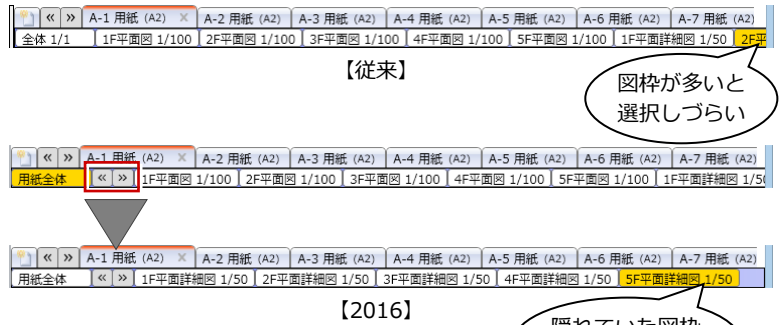 « » A-1 用紙 (A2) × A-2 用紙 (A2) A-3 用紙 (A2) A-4 用紙 (A2) A-5 用紙 (A2) A-6 用紙 (A2) A-7 用紙 (A2)
全体 1/1 1F平面図 1/100 2F平面図 1/100 3F平面図 1/100 4F平面図 1/100 5F平面図 1/100 1F平面詳細図 1/50 2F平
【従来】
図枠が多いと
選択しづらい
« » A-1 用紙 (A2) × A-2 用紙 (A2) A-3 用紙 (A2) A-4 用紙 (A2) A-5 用紙 (A2) A-6 用紙 (A2) A-7 用紙 (A2)
用紙全体 « » 1F平面図 1/100 2F平面図 1/100 3F平面図 1/100 4F平面図 1/100 5F平面図 1/100 1F平面詳細図 1/50
« » A-1 用紙 (A2) × A-2 用紙 (A2) A-3 用紙 (A2) A-4 用紙 (A2) A-5 用紙 (A2) A-6 用紙 (A2) A-7 用紙 (A2)
用紙全体 « » 1F平面詳細図 1/50 2F平面詳細図 1/50 3F平面詳細図 1/50 4F平面詳細図 1/50 5F平面詳細図 1/50
【2016】
隠れていた図枠